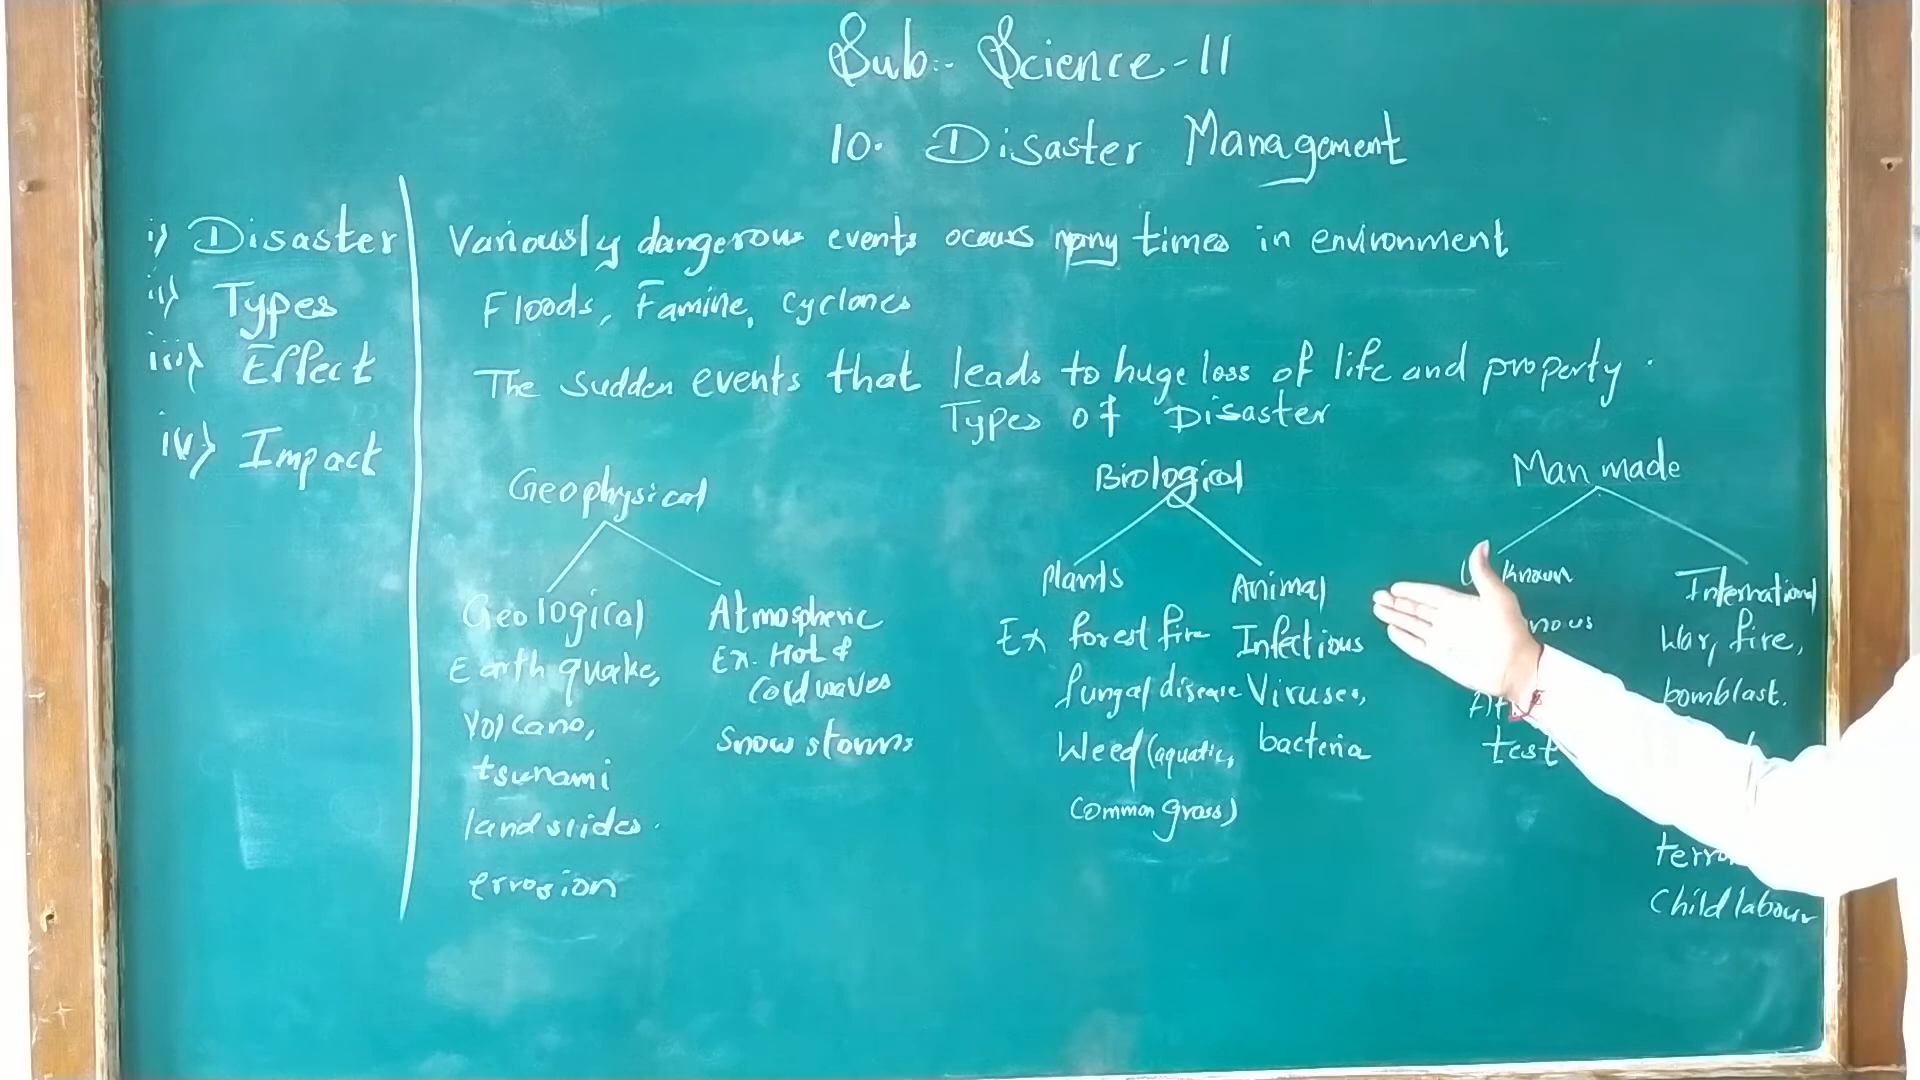 Sub:- Science-11
10. Disaster Management
i) Disaster
ii) Types
iii) Effect
iv) Impact
Variously dangerous events occurs many times in environment
Floods, Famine, cyclones
The sudden events that leads to huge loss of life and property.
Types of Disaster
Geophysical
Geological
Earth quake,
Volcano,
tsunami
landslides.
errosion
Atmospheric
Ex. Hot &
Cold waves
Snow storms
Biological
Plants
Ex forest fire
fungal disease
Weed (aquatic,
Common grass)
Animal
Infectious
Viruses,
bacteria
Man made
known
nous
test
International
War, fire,
bomblast.
Child labour